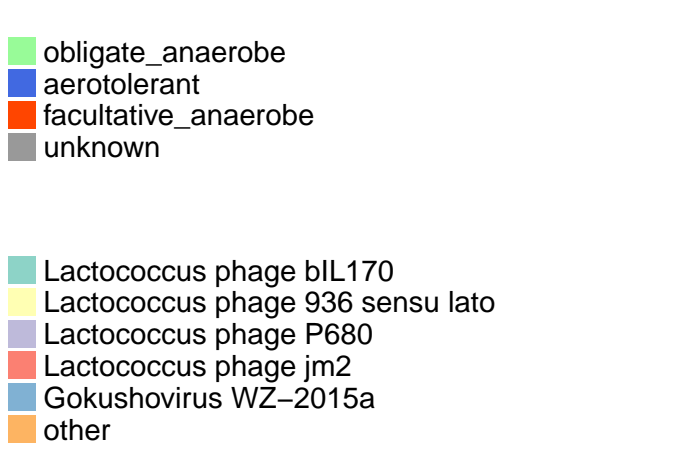 obligate_anaerobe
aerotolerant
facultative_anaerobe
unknown
Lactococcus phage bIL170
Lactococcus phage 936 sensu lato
Lactococcus phage P680
Lactococcus phage jm2
Gokushovirus WZ−2015a
other